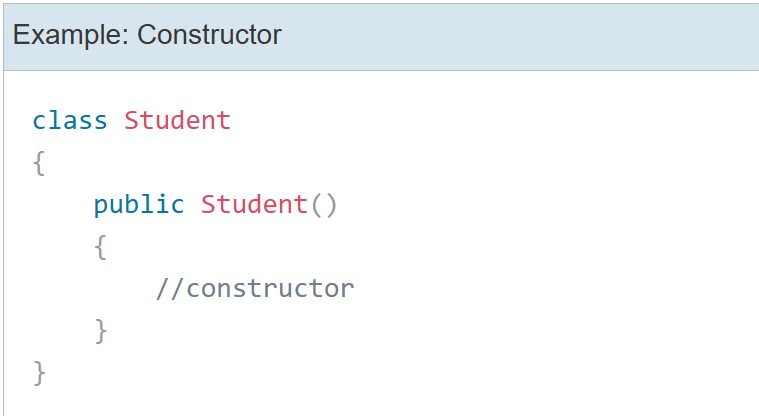 Example: Constructor
class Student
{
    public Student()
    {
        //constructor
    }
}